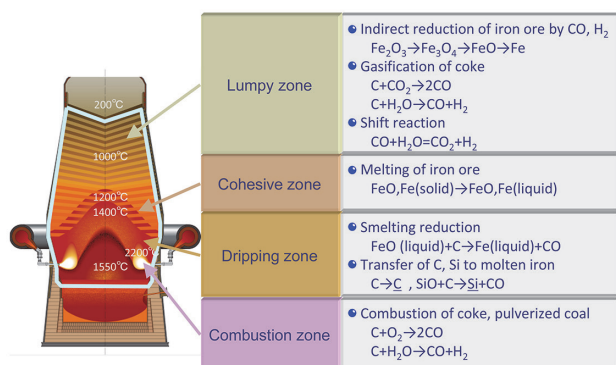 200°C
1000°C
1200°C
1400°C
2200°C
1550°C
Lumpy zone
Indirect reduction of iron ore by CO, H₂
Fe₂O₃→Fe₃O₄→FeO→Fe
Gasification of coke
C+CO₂→2CO
C+H₂O→CO+H₂
Shift reaction
CO+H₂O=CO₂+H₂
Cohesive zone
Melting of iron ore
FeO,Fe(solid)→FeO,Fe(liquid)
Dripping zone
Smelting reduction
FeO (liquid)+C→Fe(liquid)+CO
Transfer of C, Si to molten iron
C→C , SiO+C→Si+CO
Combustion zone
Combustion of coke, pulverized coal
C+O₂→2CO
C+H₂O→CO+H₂